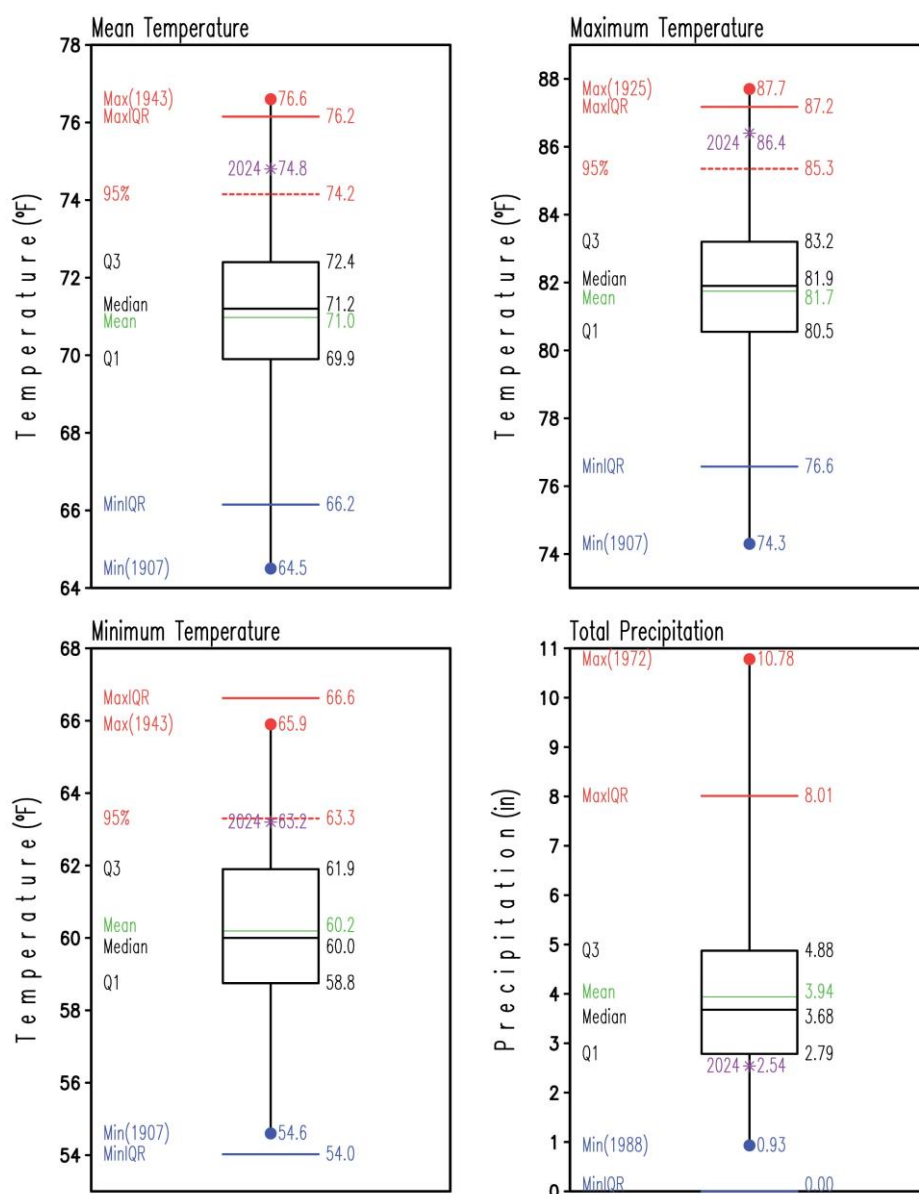 Mean Temperature
Temperature (ºF)
78
76
74
72
70
68
66
64
Max(1943) 76.6
MaxIQR 76.2
2024 74.8
95% 74.2
Q3 72.4
Median 71.2
Mean 71.0
Q1 69.9
MinIQR 66.2
Min(1907) 64.5
Maximum Temperature
Temperature (ºF)
88
86
84
82
80
78
76
74
Max(1925) 87.7
MaxIQR 87.2
2024 86.4
95% 85.3
Q3 83.2
Median 81.9
Mean 81.7
Q1 80.5
MinIQR 76.6
Min(1907) 74.3
Minimum Temperature
Temperature (ºF)
68
66
64
62
60
58
56
54
MaxIQR 66.6
Max(1943) 65.9
95% 63.3
2024 63.2
Q3 61.9
Mean 60.2
Median 60.0
Q1 58.8
Min(1907) 54.6
MinIQR 54.0
Total Precipitation
Precipitation (in)
11
10
9
8
7
6
5
4
3
2
1
0
Max(1972) 10.78
MaxIQR 8.01
Q3 4.88
Mean 3.94
Median 3.68
Q1 2.79
2024 2.54
Min(1988) 0.93
MinIQR 0.00